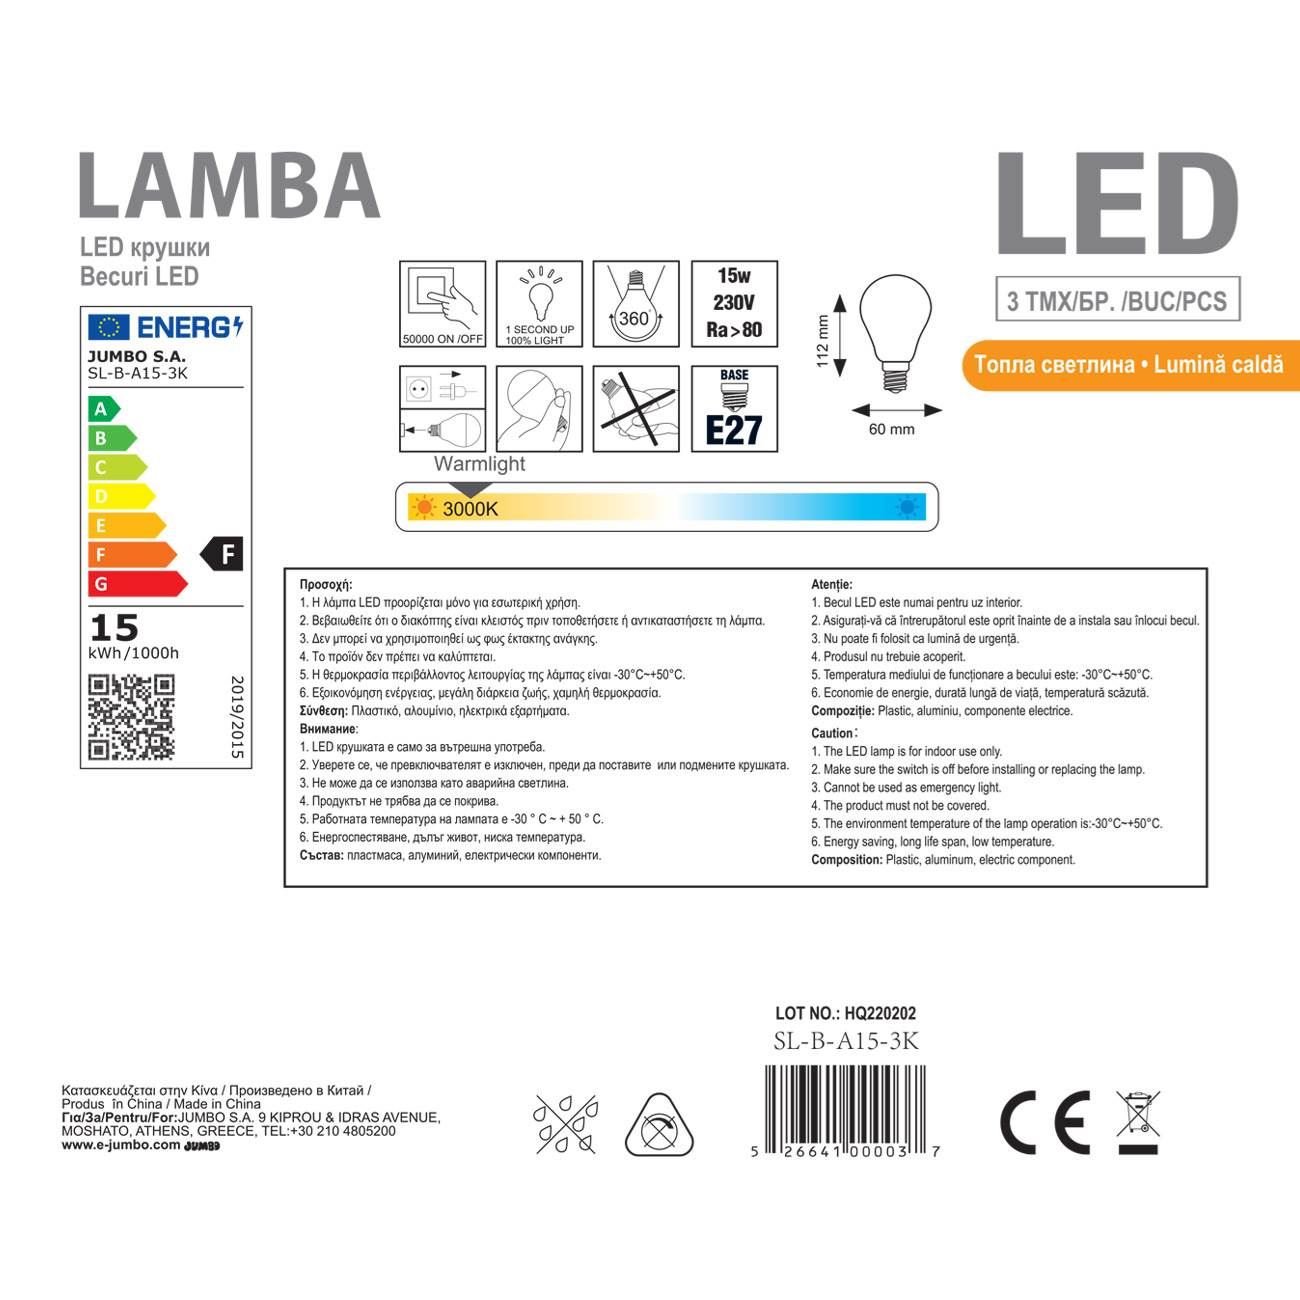 LAMBA
LED крушки
Becuri LED
LED
3 ΤΜΧ/БР. /BUC/PCS
Топла светлина • Lumină caldă
ENERG
JUMBO S.A.
SL-B-A15-3K
A
B
C
D
E
F
G
F
15
kWh/1000h
2019/2015
50000 ON /OFF
1 SECOND UP
100% LIGHT
360°
15w
230V
Ra>80
BASE
E27
112 mm
60 mm
Warmlight
3000K
Προσοχή:
1. Η λάμπα LED προορίζεται μόνο για εσωτερική χρήση.
2. Βεβαιωθείτε ότι ο διακόπτης είναι κλειστός πριν τοποθετήσετε ή αντικαταστήσετε τη λάμπα.
3. Δεν μπορεί να χρησιμοποιηθεί ως φως έκτακτης ανάγκης.
4. Το προϊόν δεν πρέπει να καλύπτεται.
5. Η θερμοκρασία περιβάλλοντος λειτουργίας της λάμπας είναι -30°C~+50°C.
6. Εξοικονόμηση ενέργειας, μεγάλη διάρκεια ζωής, χαμηλή θερμοκρασία.
Σύνθεση: Πλαστικό, αλουμίνιο, ηλεκτρικά εξαρτήματα.
Внимание:
1. LED крушката е само за вътрешна употреба.
2. Уверете се, че превключвателят е изключен, преди да поставите или подмените крушката.
3. Не може да се използва като аварийна светлина.
4. Продуктът не трябва да се покрива.
5. Работната температура на лампата е -30 ° C ~ + 50 ° C.
6. Енергоспестяване, дълъг живот, ниска температура.
Състав: пластмаса, алуминий, електрически компоненти.
Atenție:
1. Becul LED este numai pentru uz interior.
2. Asigurați-vă că întrerupătorul este oprit înainte de a instala sau înlocui becul.
3. Nu poate fi folosit ca lumină de urgență.
4. Produsul nu trebuie acoperit.
5. Temperatura mediului de funcționare a becului este: -30°C~+50°C.
6. Economie de energie, durată lungă de viață, temperatură scăzută.
Compoziție: Plastic, aluminiu, componente electrice.
Caution:
1. The LED lamp is for indoor use only.
2. Make sure the switch is off before installing or replacing the lamp.
3. Cannot be used as emergency light.
4. The product must not be covered.
5. The environment temperature of the lamp operation is:-30°C~+50°C.
6. Energy saving, long life span, low temperature.
Composition: Plastic, aluminum, electric component.
Κατασκευάζεται στην Κίνα / Произведено в Китай /
Produs în China / Made in China
Για/За/Pentru/For:JUMBO S.A. 9 KIPROU & IDRAS AVENUE,
MOSHATO, ATHENS, GREECE, TEL:+30 210 4805200
www.e-jumbo.com JUMBO
LOT NO.: HQ220202
SL-B-A15-3K
5 266410 00003 7
CE